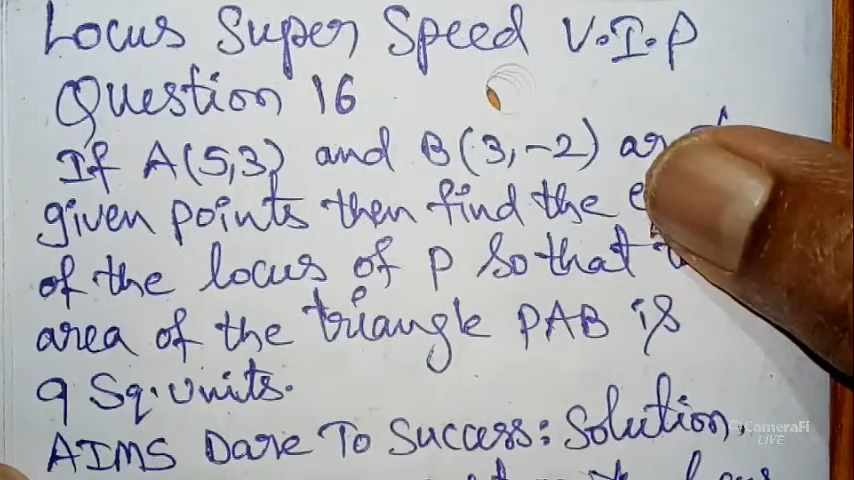 Locus Super Speed V.I.P
Question 16
If A(5,3) and B(3,-2) are
given points then find the
of the locus of P so that
area of the triangle PAB is
9 Sq.units.
AIMS Dare To Success: Solution.
CameraFi
LIVE